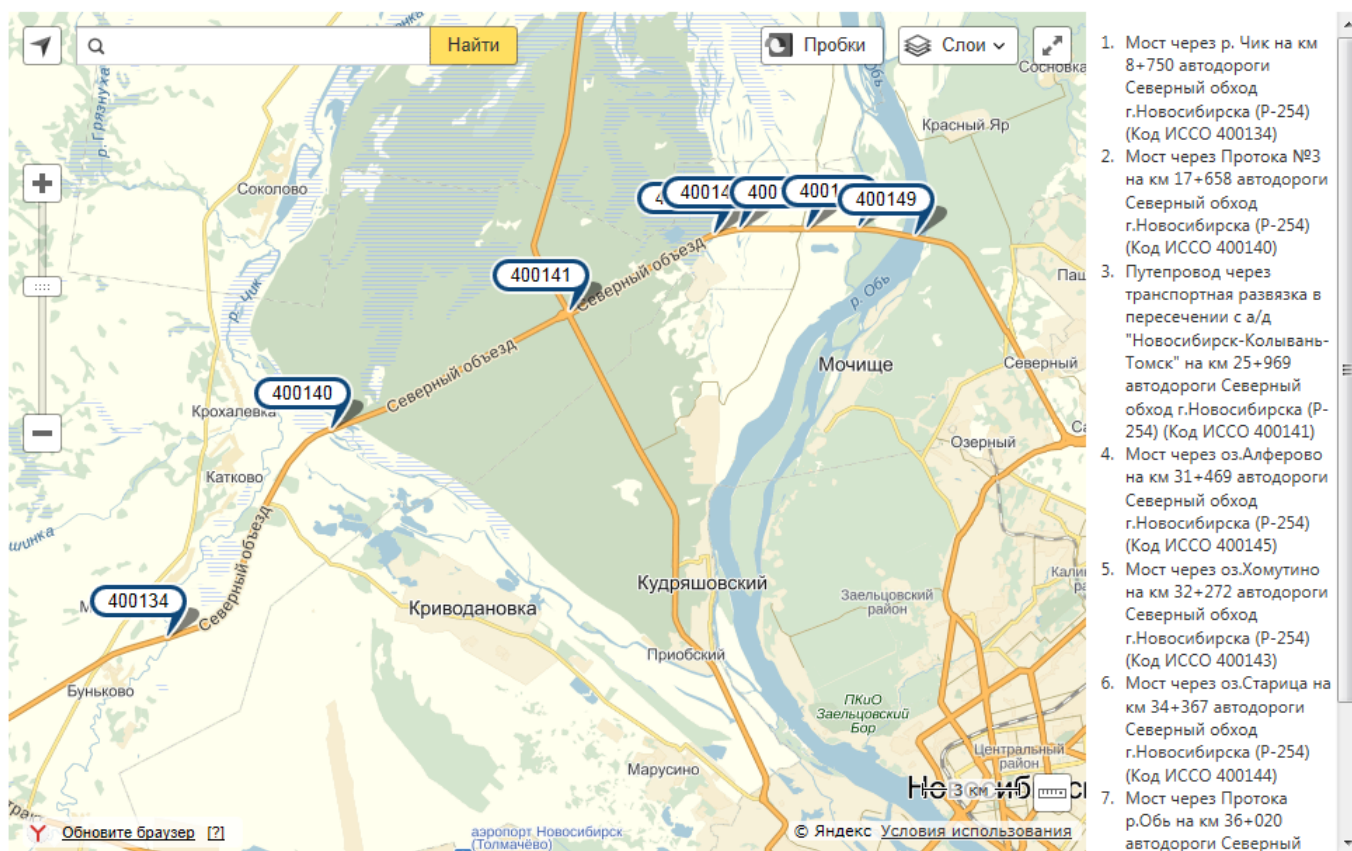 Найти
Пробки
Слои
Сосновка
р. Грязнуха
Обь
Красный Яр
Соколово
400149
400141
Северный объезд
р. Чик
р. Обь
Мочище
Северный
400140
Северный объезд
Крохалевка
Озерный
Катково
Северный объезд
Кудряшовский
Заельцовский
район
400134
Криводановка
Приобский
Буньково
ПКиО
Заельцовский
Бор
Центральный
район
Марусино
3 км
Обновите браузер [?]
аэропорт Новосибирск
(Толмачёво)
© Яндекс Условия использования
1. Мост через р. Чик на км
8+750 автодороги
Северный обход
г.Новосибирска (Р-254)
(Код ИССО 400134)
2. Мост через Протока №3
на км 17+658 автодороги
Северный обход
г.Новосибирска (Р-254)
(Код ИССО 400140)
3. Путепровод через
транспортная развязка в
пересечении с а/д
"Новосибирск-Колывань-
Томск" на км 25+969
автодороги Северный
обход г.Новосибирска (Р-
254) (Код ИССО 400141)
4. Мост через оз.Алферово
на км 31+469 автодороги
Северный обход
г.Новосибирска (Р-254)
(Код ИССО 400145)
5. Мост через оз.Хомутино
на км 32+272 автодороги
Северный обход
г.Новосибирска (Р-254)
(Код ИССО 400143)
6. Мост через оз.Старица на
км 34+367 автодороги
Северный обход
г.Новосибирска (Р-254)
(Код ИССО 400144)
7. Мост через Протока
р.Обь на км 36+020
автодороги Северный